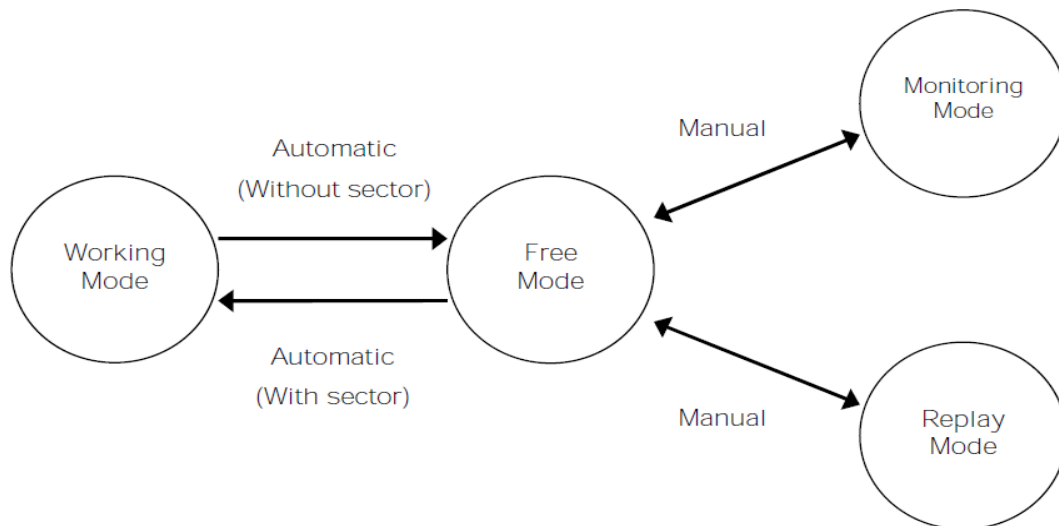 Monitoring
Mode
Manual
Automatic
(Without sector)
Working
Mode
Free
Mode
Automatic
(With sector)
Manual
Replay
Mode